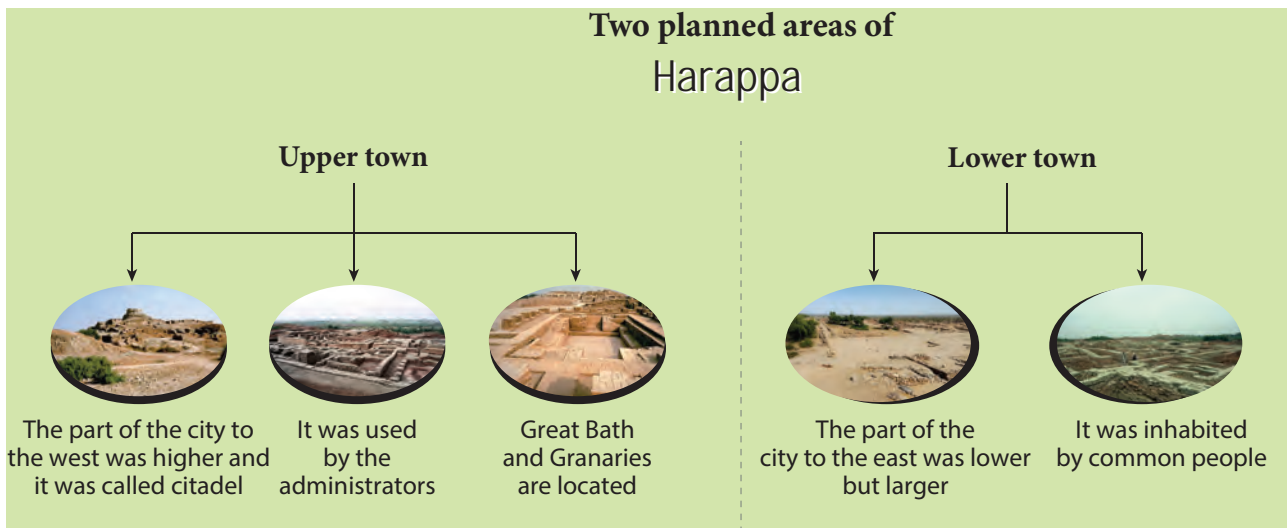 Two planned areas of
Harappa
Upper town
The part of the city to
the west was higher and
it was called citadel
It was used
by the
administrators
Great Bath
and Granaries
are located
Lower town
The part of the
city to the east was lower
but larger
It was inhabited
by common people